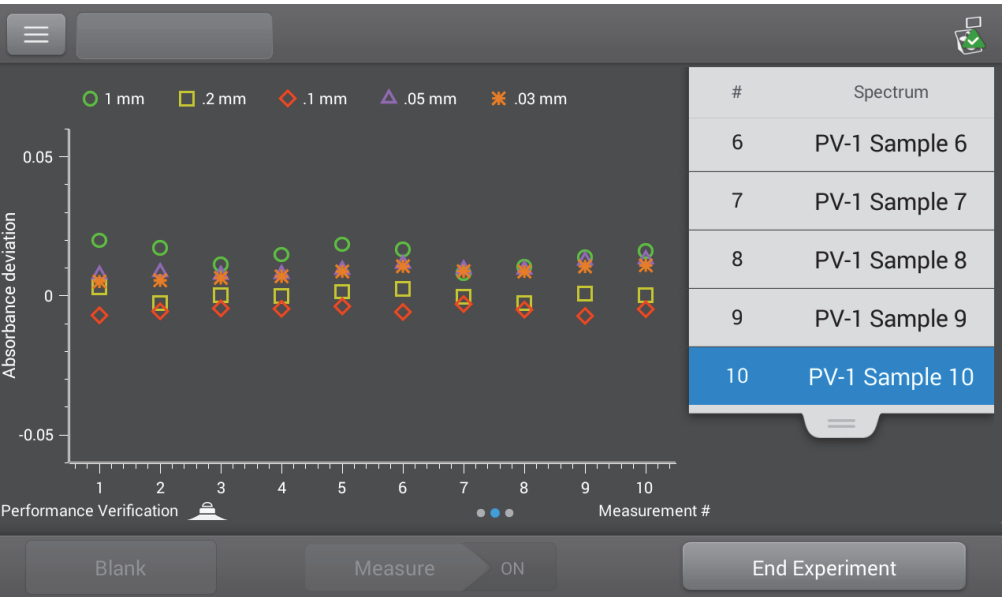 1 mm .2 mm .1 mm .05 mm .03 mm
Absorbance deviation
0.05
0
-0.05
1 2 3 4 5 6 7 8 9 10
Performance Verification
Measurement #
# Spectrum
6 PV-1 Sample 6
7 PV-1 Sample 7
8 PV-1 Sample 8
9 PV-1 Sample 9
10 PV-1 Sample 10
Blank
Measure ON
End Experiment